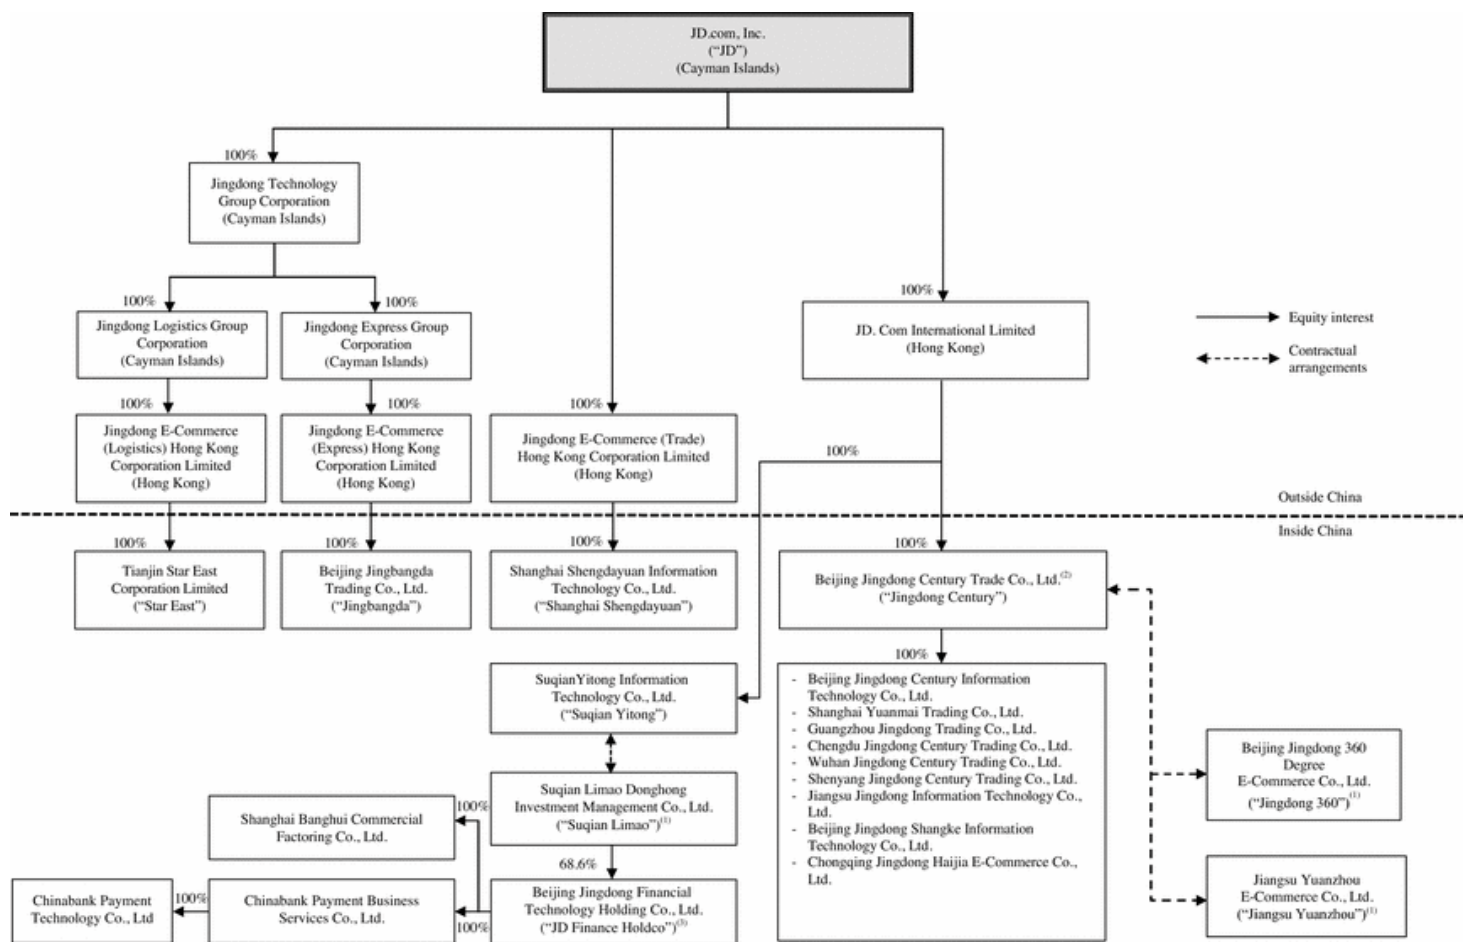 JD.com, Inc.
(“JD”)
(Cayman Islands)
100%
Jingdong Technology
Group Corporation
(Cayman Islands)
100%
Jingdong Logistics Group
Corporation
(Cayman Islands)
100%
Jingdong Express Group
Corporation
(Cayman Islands)
100%
JD. Com International Limited
(Hong Kong)
Equity interest
Contractual
arrangements
100%
Jingdong E-Commerce
(Logistics) Hong Kong
Corporation Limited
(Hong Kong)
100%
Jingdong E-Commerce
(Express) Hong Kong
Corporation Limited
(Hong Kong)
100%
Jingdong E-Commerce (Trade)
Hong Kong Corporation Limited
(Hong Kong)
100%
Outside China
Inside China
100%
Tianjin Star East
Corporation Limited
(“Star East”)
100%
Beijing Jingbangda
Trading Co., Ltd.
(“Jingbangda”)
100%
Shanghai Shengdayuan Information
Technology Co., Ltd.
(“Shanghai Shengdayuan”)
100%
Beijing Jingdong Century Trade Co., Ltd.(2)
(“Jingdong Century”)
100%
SuqianYitong Information
Technology Co., Ltd.
(“Suqian Yitong”)
- Beijing Jingdong Century Information
Technology Co., Ltd.
- Shanghai Yuanmai Trading Co., Ltd.
- Guangzhou Jingdong Trading Co., Ltd.
- Chengdu Jingdong Century Trading Co., Ltd.
- Wuhan Jingdong Century Trading Co., Ltd.
- Shenyang Jingdong Century Trading Co., Ltd.
- Jiangsu Jingdong Information Technology Co.,
Ltd.
- Beijing Jingdong Shangke Information
Technology Co., Ltd.
- Chongqing Jingdong Haijia E-Commerce Co.,
Ltd.
Beijing Jingdong 360
Degree
E-Commerce Co., Ltd.
(“Jingdong 360”)(1)
Suqian Limao Donghong
Investment Management Co., Ltd.
(“Suqian Limao”)(1)
100%
Shanghai Banghui Commercial
Factoring Co., Ltd.
68.6%
Jiangsu Yuanzhou
E-Commerce Co., Ltd.
(“Jiangsu Yuanzhou”)(1)
Chinabank Payment
Technology Co., Ltd
100%
Chinabank Payment Business
Services Co., Ltd.
100%
Beijing Jingdong Financial
Technology Holding Co., Ltd.
(“JD Finance Holdco”)(3)